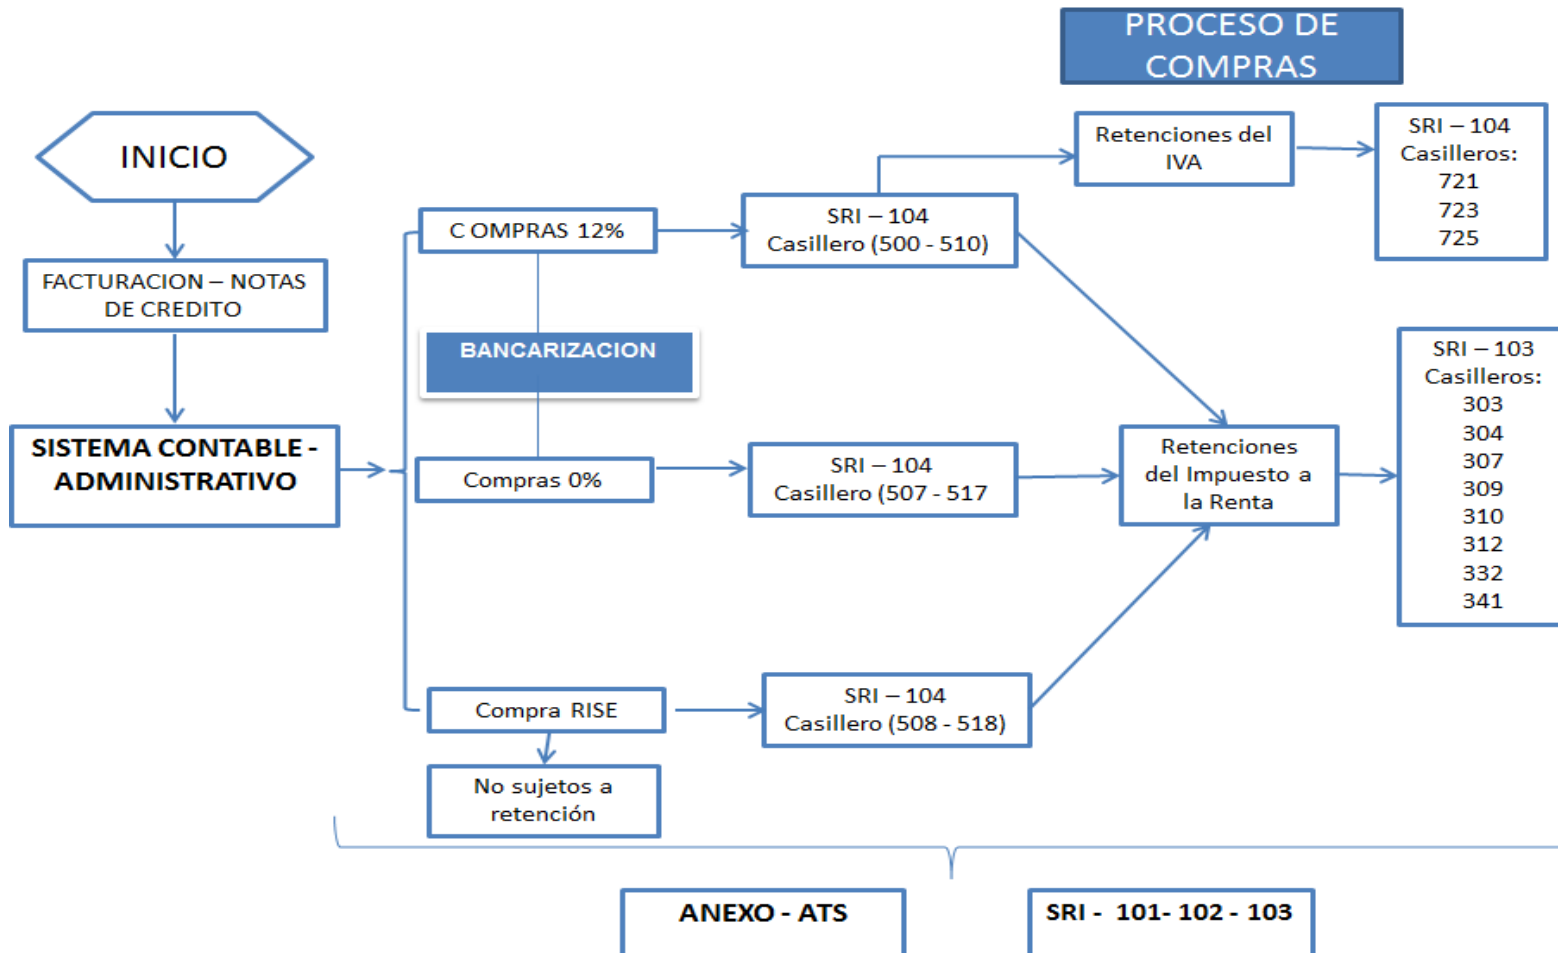 PROCESO DE
COMPRAS
INICIO
FACTURACION – NOTAS
DE CREDITO
SISTEMA CONTABLE -
ADMINISTRATIVO
C OMPRAS 12%
BANCARIZACION
Compras 0%
Compra RISE
No sujetos a
retención
SRI – 104
Casillero (500 - 510)
SRI – 104
Casillero (507 - 517
SRI – 104
Casillero (508 - 518)
Retenciones del
IVA
Retenciones
del Impuesto a
la Renta
SRI – 104
Casilleros:
721
723
725
SRI – 103
Casilleros:
303
304
307
309
310
312
332
341
ANEXO - ATS
SRI - 101- 102 - 103